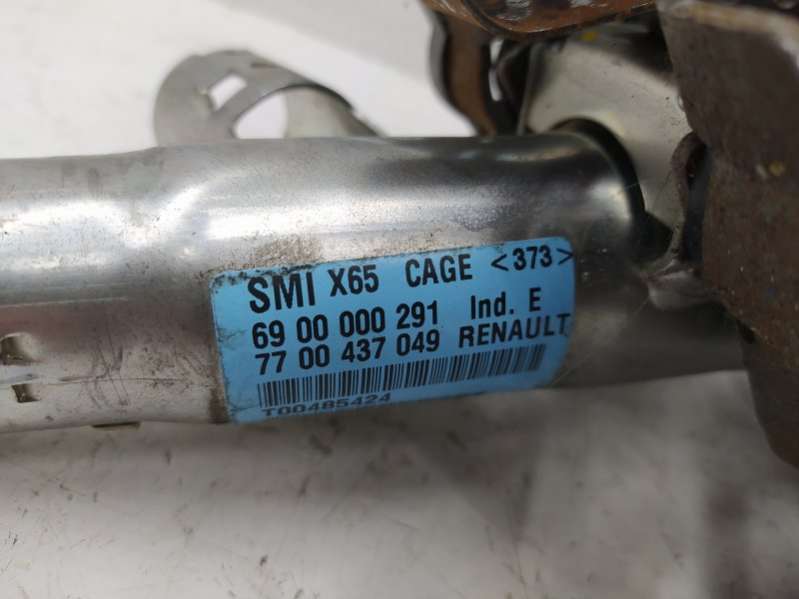 SMI X65 CAGE <373>
69 00 000 291 Ind. E
77 00 437 049 RENAULT
T00485424